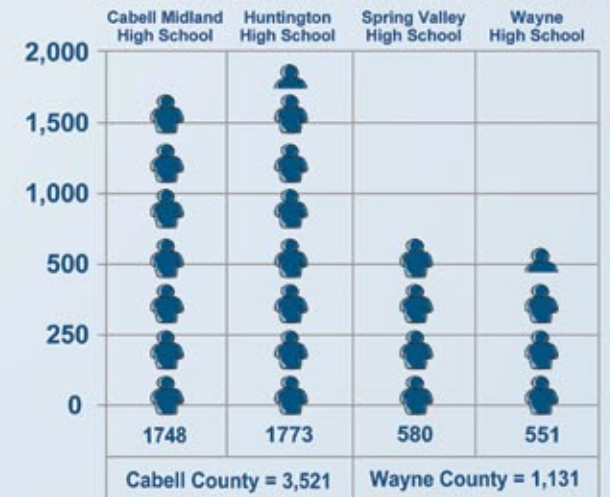 Cabell Midland High School
Huntington High School
Spring Valley High School
Wayne High School
2,000
1,500
1,000
500
250
0
1748 1773 580 551
Cabell County = 3,521 Wayne County = 1,131